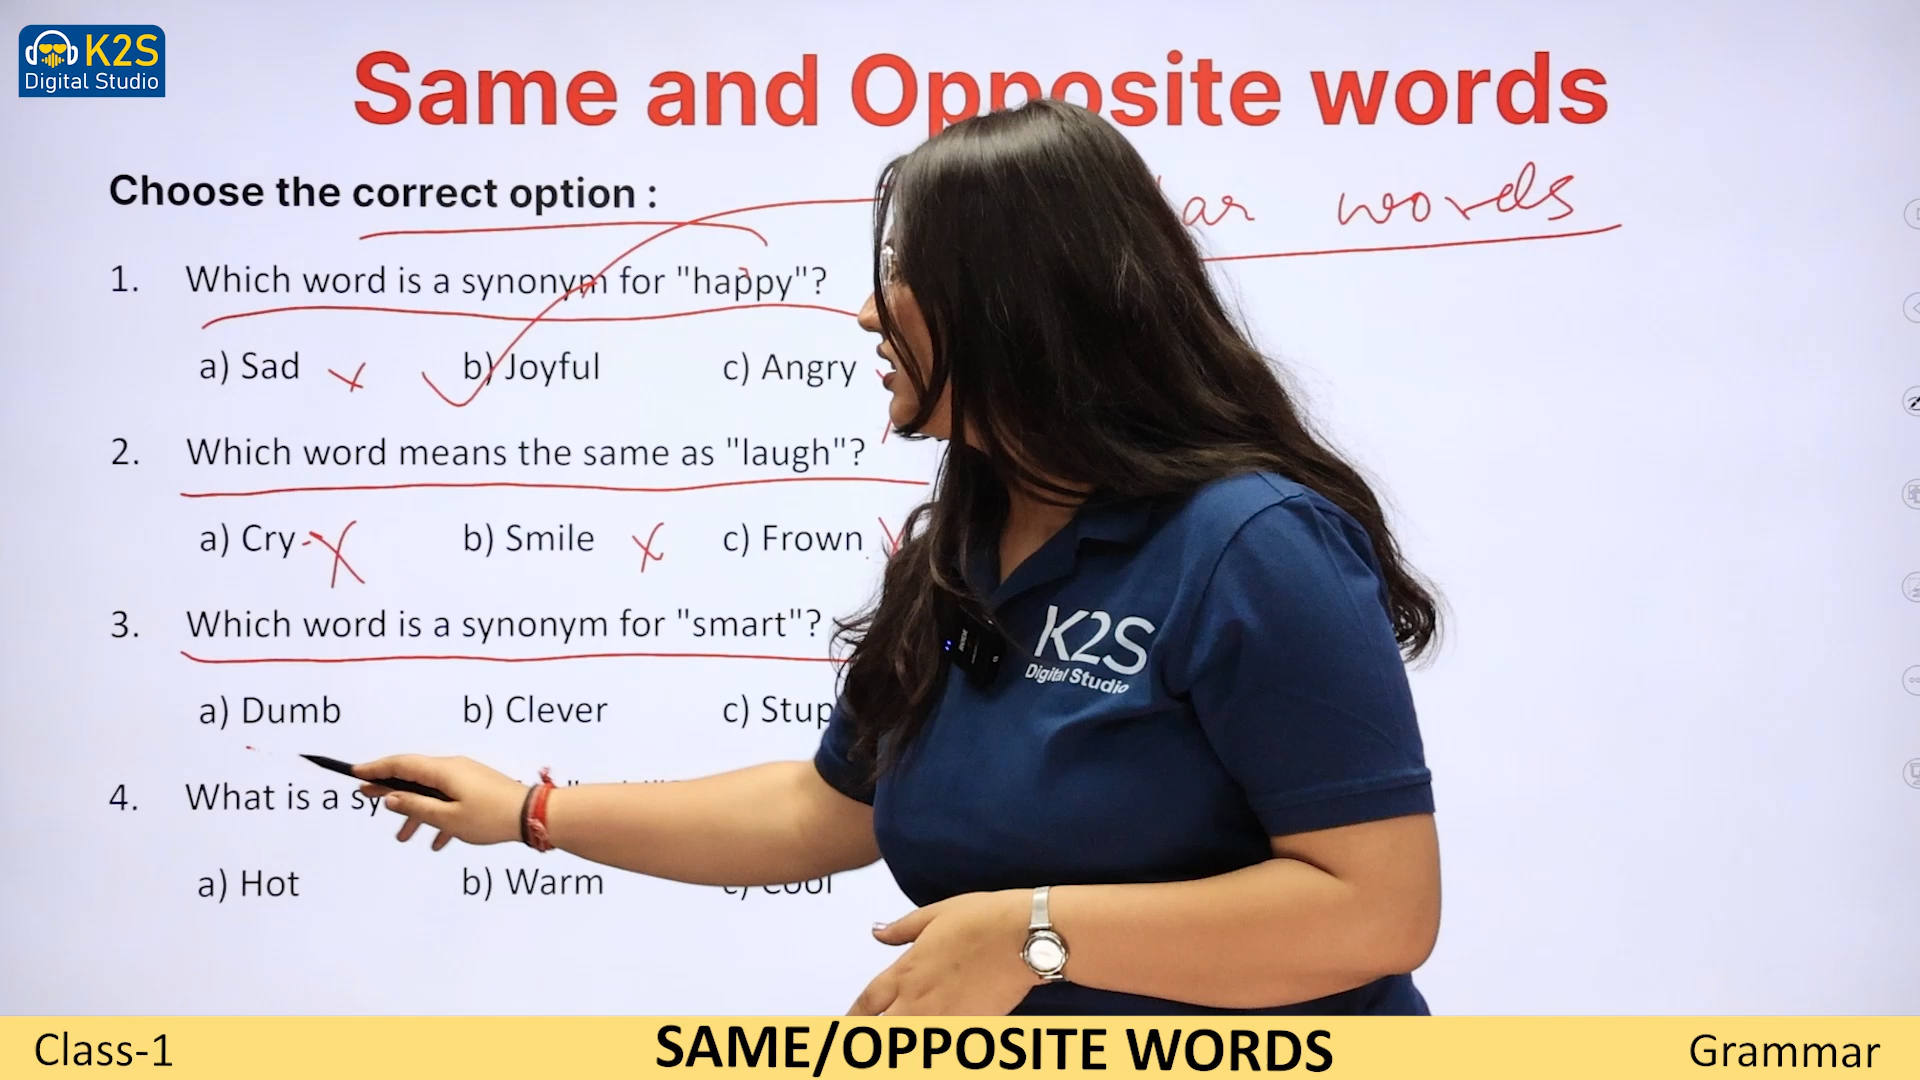 K2S
Digital Studio
Same and Opposite words
Choose the correct option :
words
1. Which word is a synonym for "happy"?
a) Sad b) Joyful c) Angry
2. Which word means the same as "laugh"?
a) Cry b) Smile c) Frown
3. Which word is a synonym for "smart"?
K2S
Digital Studio
a) Dumb b) Clever c)
4. What is a
a) Hot b) Warm c) Cool
Class-1 SAME/OPPOSITE WORDS Grammar